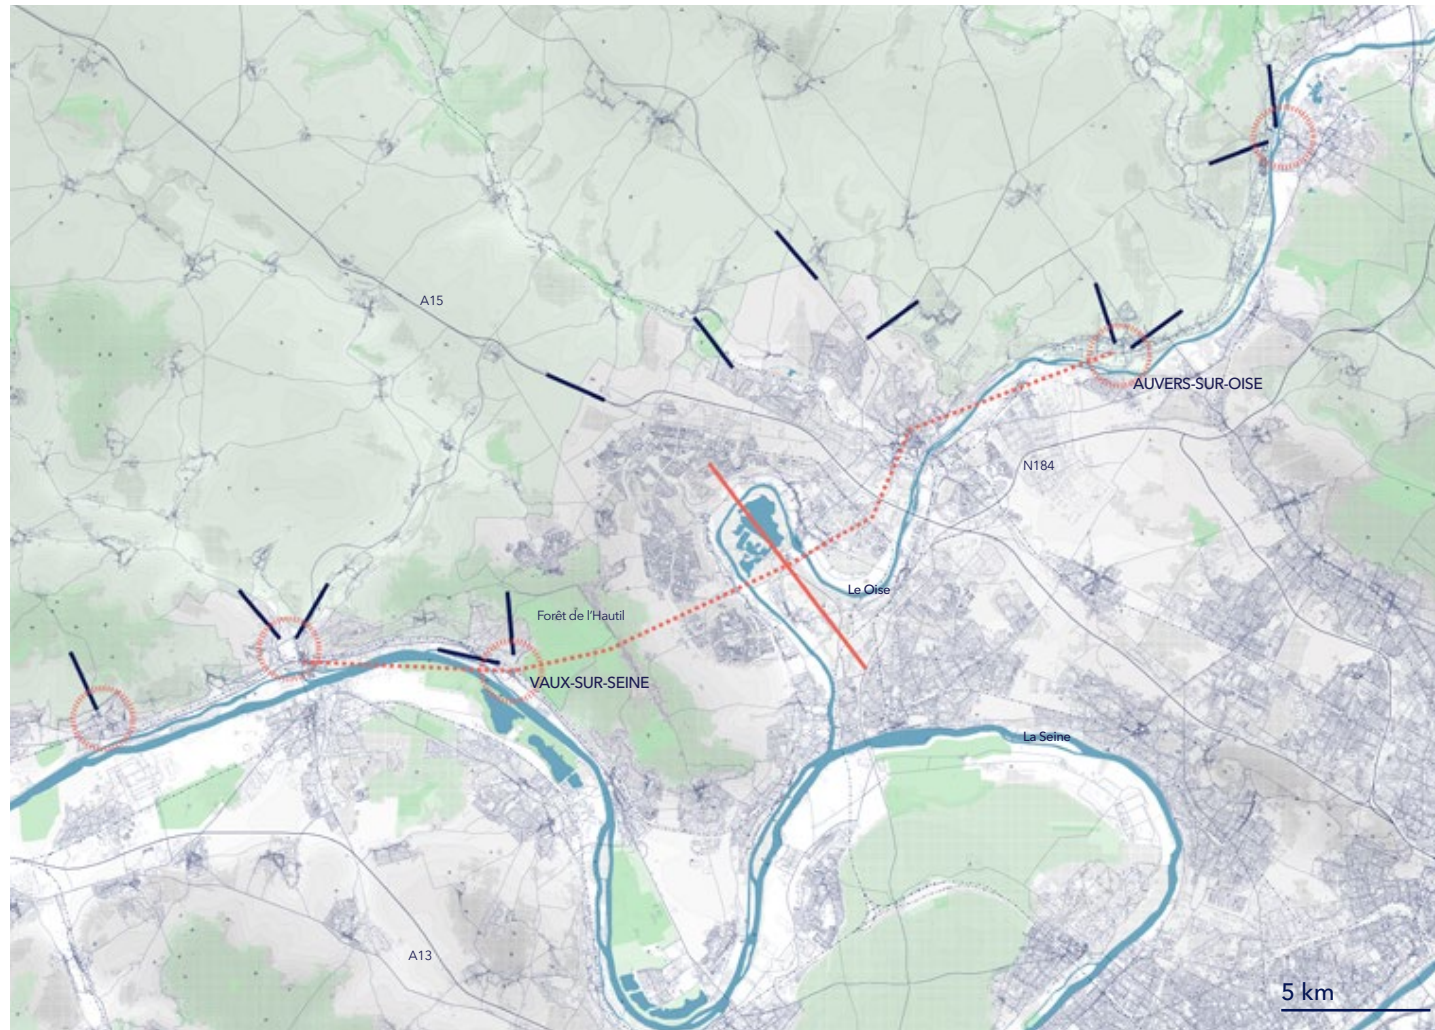 A15
AUVERS-SUR-OISE
N184
Le Oise
Forêt de l'Hautil
VAUX-SUR-SEINE
La Seine
A13
5 km